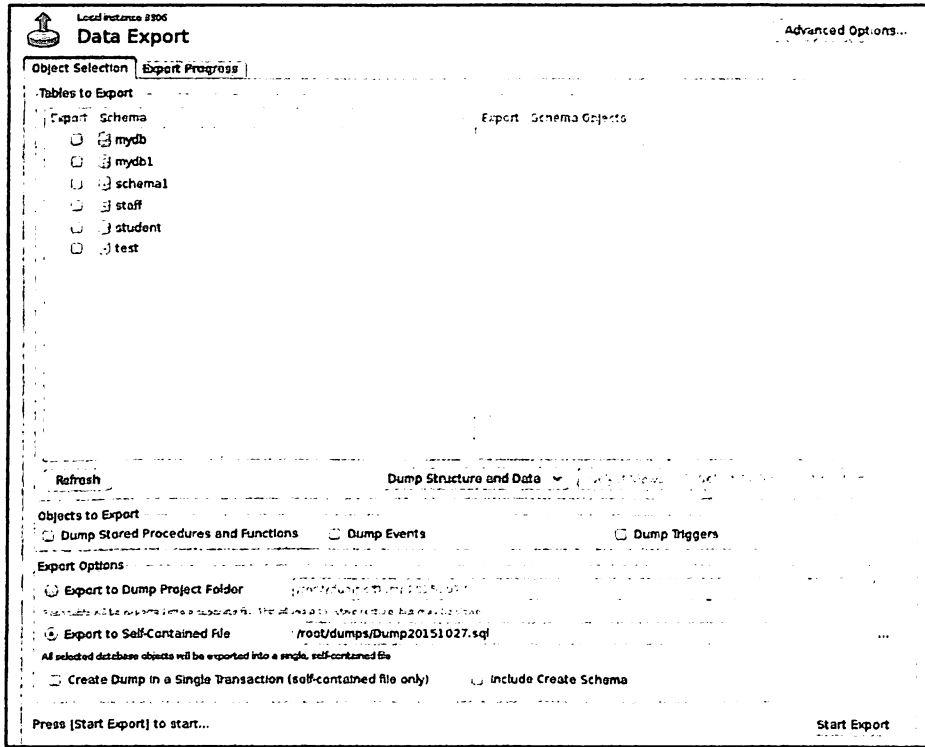 Local instance 3306
Data Export
Advanced Options...
Object Selection Export Progress
Tables to Export
Export Schema Export Schema Objects
mydb
mydb1
schema1
staff
student
test
Refresh Dump Structure and Data
Objects to Export
Dump Stored Procedures and Functions Dump Events Dump Triggers
Export Options
Export to Dump Project Folder
Export to Self-Contained File /root/dumps/Dump20151027.sql ...
All selected database objects will be exported into a single, self-contained file
Create Dump in a Single Transaction (self-contained file only) Include Create Schema
Press [Start Export] to start... Start Export